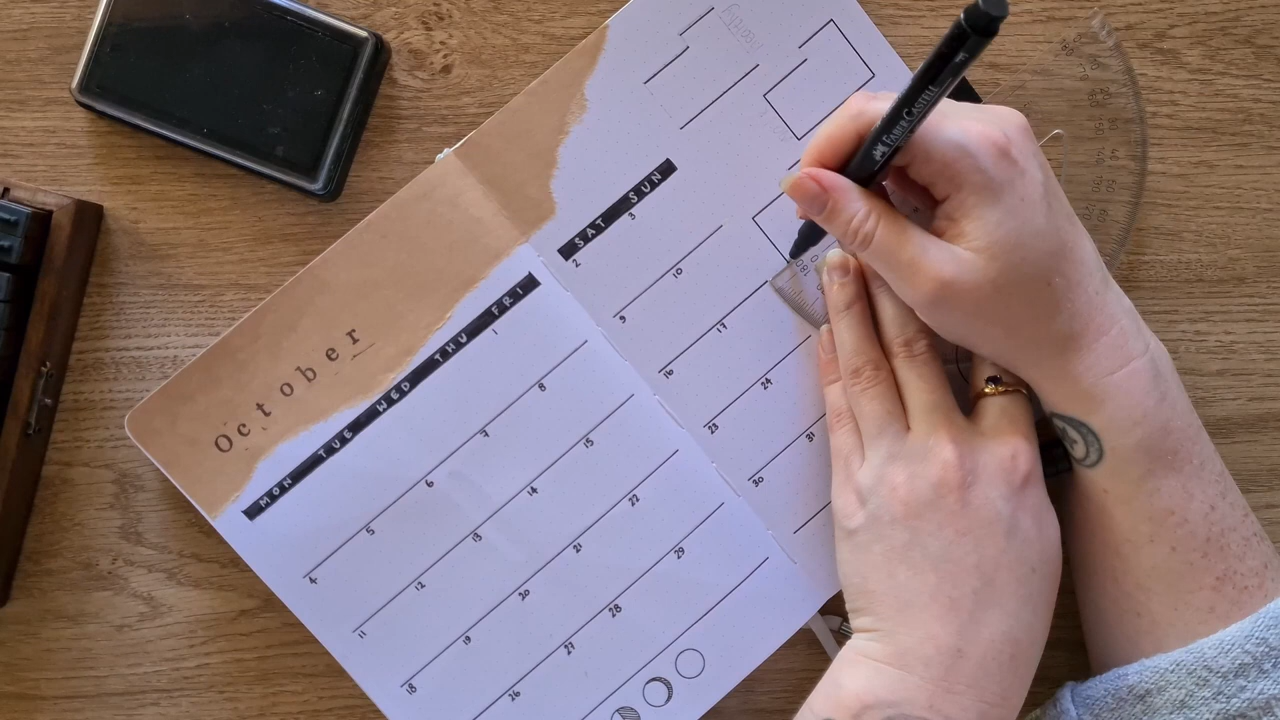 October
MON TUE WED THU FRI
SAT SUN
1
2 3
4 5 6 7 8
9 10
11 12 13 14 15
16 17
18 19 20 21 22
23 24
26 27 28 29
30 31
FABER-CASTELL
180
0